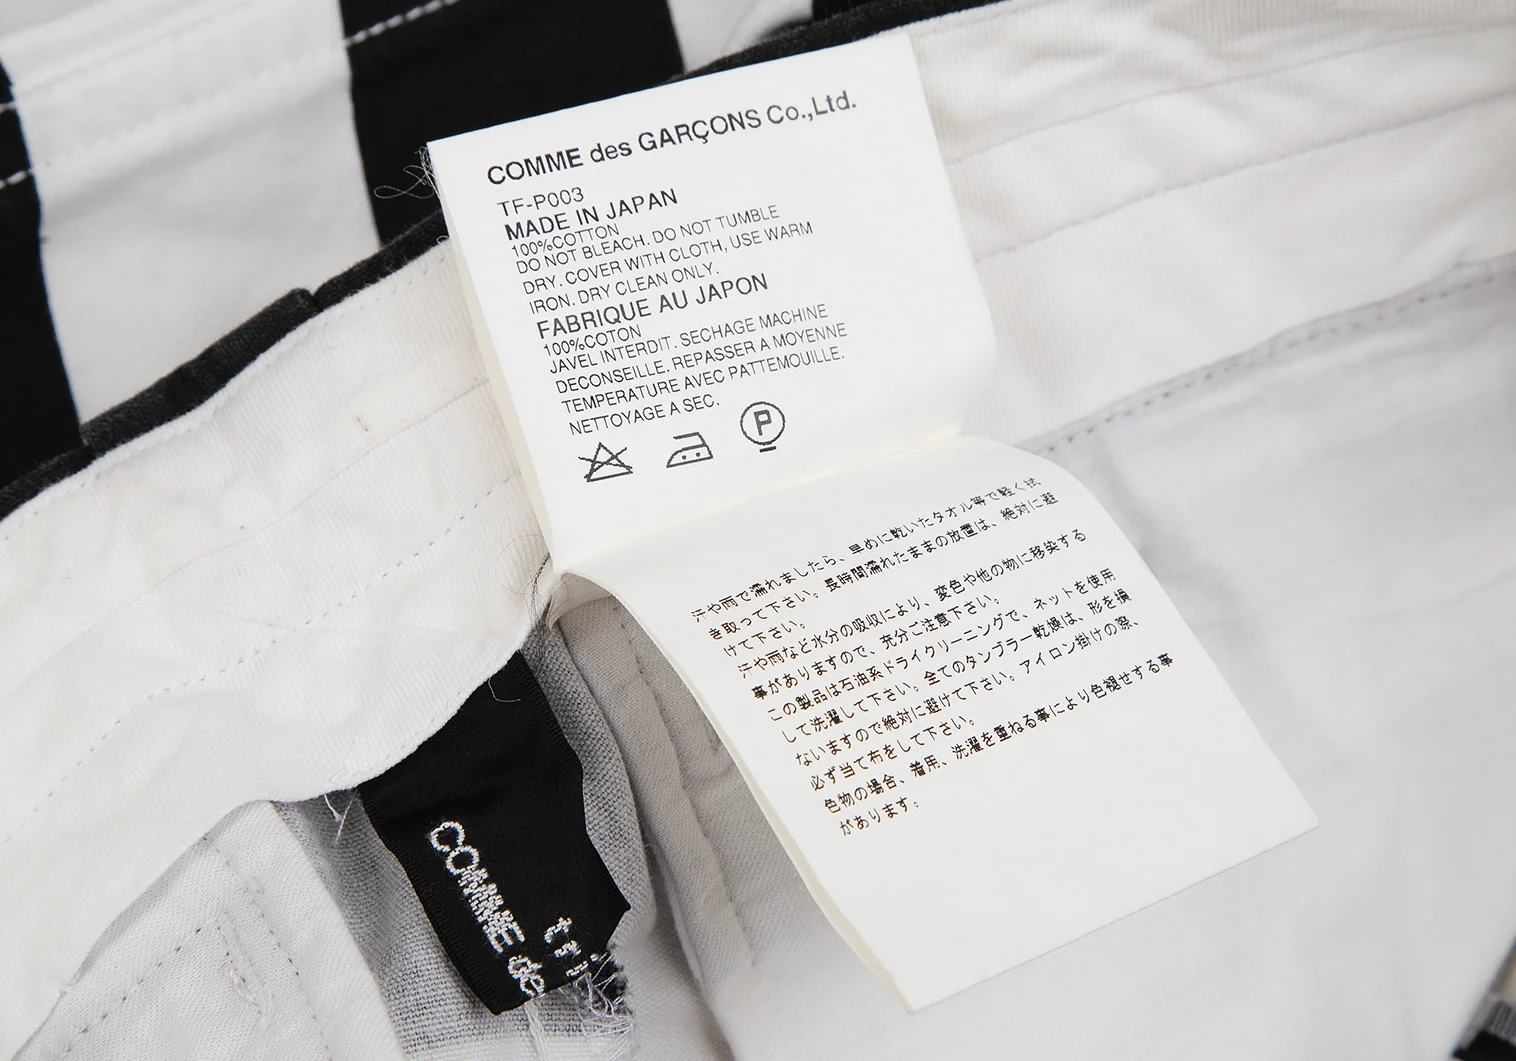 COMME des GARÇONS Co.,Ltd.
TF-P003
MADE IN JAPAN
100%COTTON
DO NOT BLEACH. DO NOT TUMBLE
DRY. COVER WITH CLOTH, USE WARM
IRON. DRY CLEAN ONLY.
FABRIQUE AU JAPON
100%COTON
JAVEL INTERDIT. SECHAGE MACHINE
DECONSEILLE. REPASSER A MOYENNE
TEMPERATURE AVEC PATTEMOUILLE.
NETTOYAGE A SEC.
P
汗や雨で濡れましたら、早めに乾いたタオル等で軽く拭
き取って下さい。長時間濡れたままの放置は、絶対に避
けて下さい。
汗や雨など水分の吸収により、変色や他の物に移染する
事がありますので、充分ご注意下さい。
この製品は石油系ドライクリーニングで、ネットを使用
して洗濯して下さい。全てのタンブラー乾燥は、形を損
ないますので絶対に避けて下さい。アイロン掛けの際、
必ず当て布をして下さい。
色物の場合、着用、洗濯を重ねる事により色褪せする事
があります。
COMME de
tri